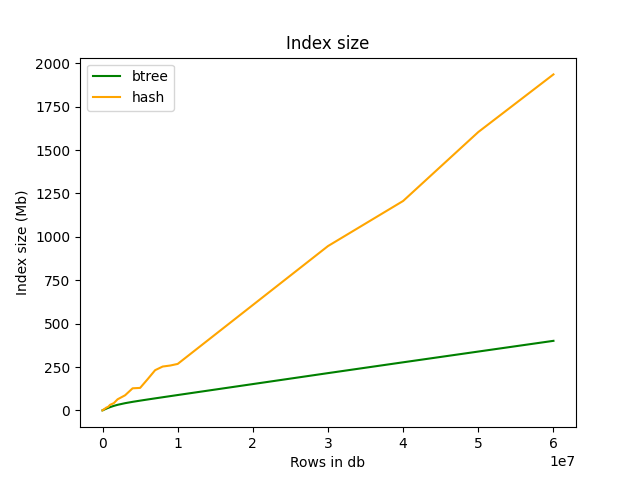 Index size
btree
hash
2000
1750
1500
1250
1000
750
500
250
0
Index size (Mb)
0 1 2 3 4 5 6
1e7
Rows in db